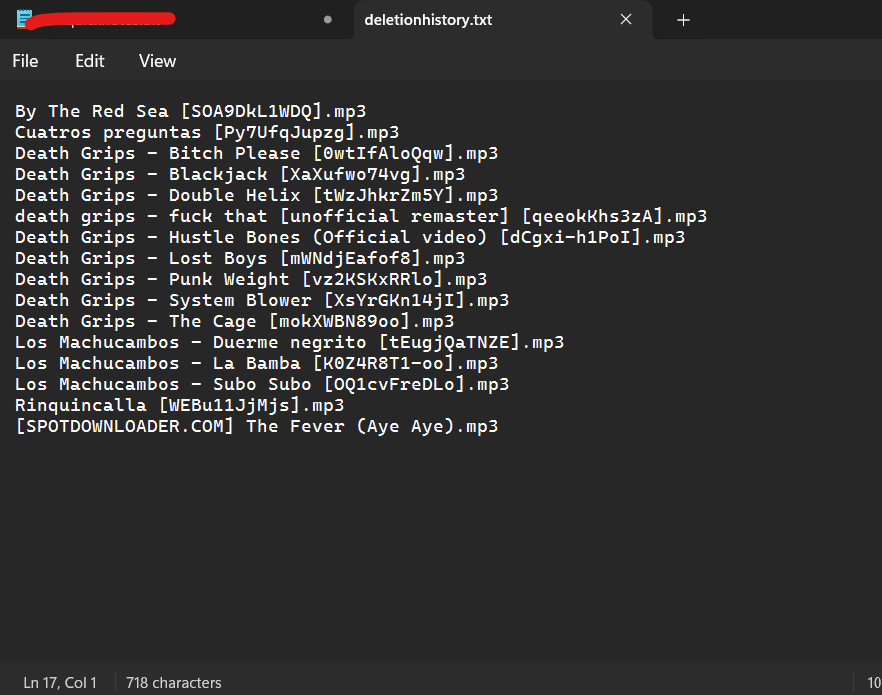 deletionhistory.txt
File Edit View
By The Red Sea [SOA9DkL1WDQ].mp3
Cuatros preguntas [Py7UfqJupzg].mp3
Death Grips - Bitch Please [0wtIfAloQqw].mp3
Death Grips - Blackjack [XaXufwo74vg].mp3
Death Grips - Double Helix [tWzJhkrZm5Y].mp3
death grips - fuck that [unofficial remaster] [qeeokKhs3zA].mp3
Death Grips - Hustle Bones (Official video) [dCgxi-h1PoI].mp3
Death Grips - Lost Boys [mWNdjEafof8].mp3
Death Grips - Punk Weight [vz2KSKxRRlo].mp3
Death Grips - System Blower [XsYrGKn14jI].mp3
Death Grips - The Cage [mokXWBN89oo].mp3
Los Machucambos - Duerme negrito [tEugjQaTNZE].mp3
Los Machucambos - La Bamba [K0Z4R8T1-oo].mp3
Los Machucambos - Subo Subo [OQ1cvFreDLo].mp3
Rinquincalla [WEBu11JjMjs].mp3
[SPOTDOWNLOADER.COM] The Fever (Aye Aye).mp3
Ln 17, Col 1 718 characters 10